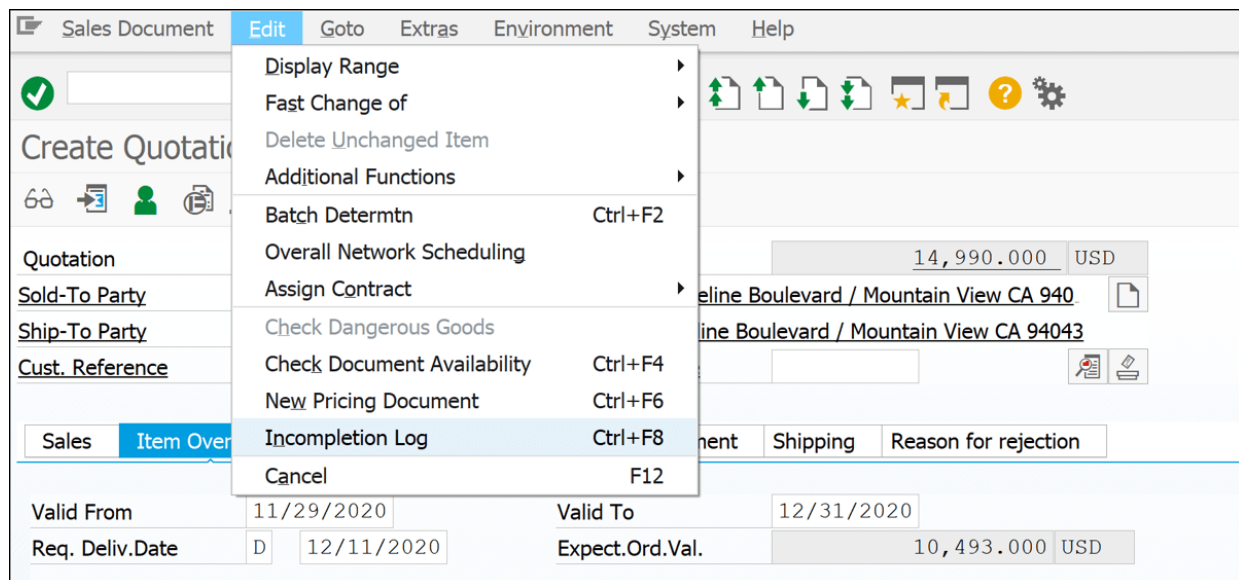 Sales Document Edit Goto Extras Environment System Help
Display Range
Fast Change of
Create Delete Unchanged Item
Additional Functions
Batch Determtn Ctrl+F2
Quotation Overall Network Scheduling 14,990.000 USD
Sold-To Party Assign Contract Boulevard / Mountain View CA 940
Ship-To Party Check Dangerous Goods Boulevard / Mountain View CA 94043
Cust. Reference Check Document Availability Ctrl+F4
New Pricing Document Ctrl+F6
Sales Item Incompletion Log Ctrl+F8 Shipping Reason for rejection
Cancel F12
Valid From 11/29/2020 Valid To 12/31/2020
Req. Deliv.Date D 12/11/2020 Expect.Ord.Val. 10,493.000 USD